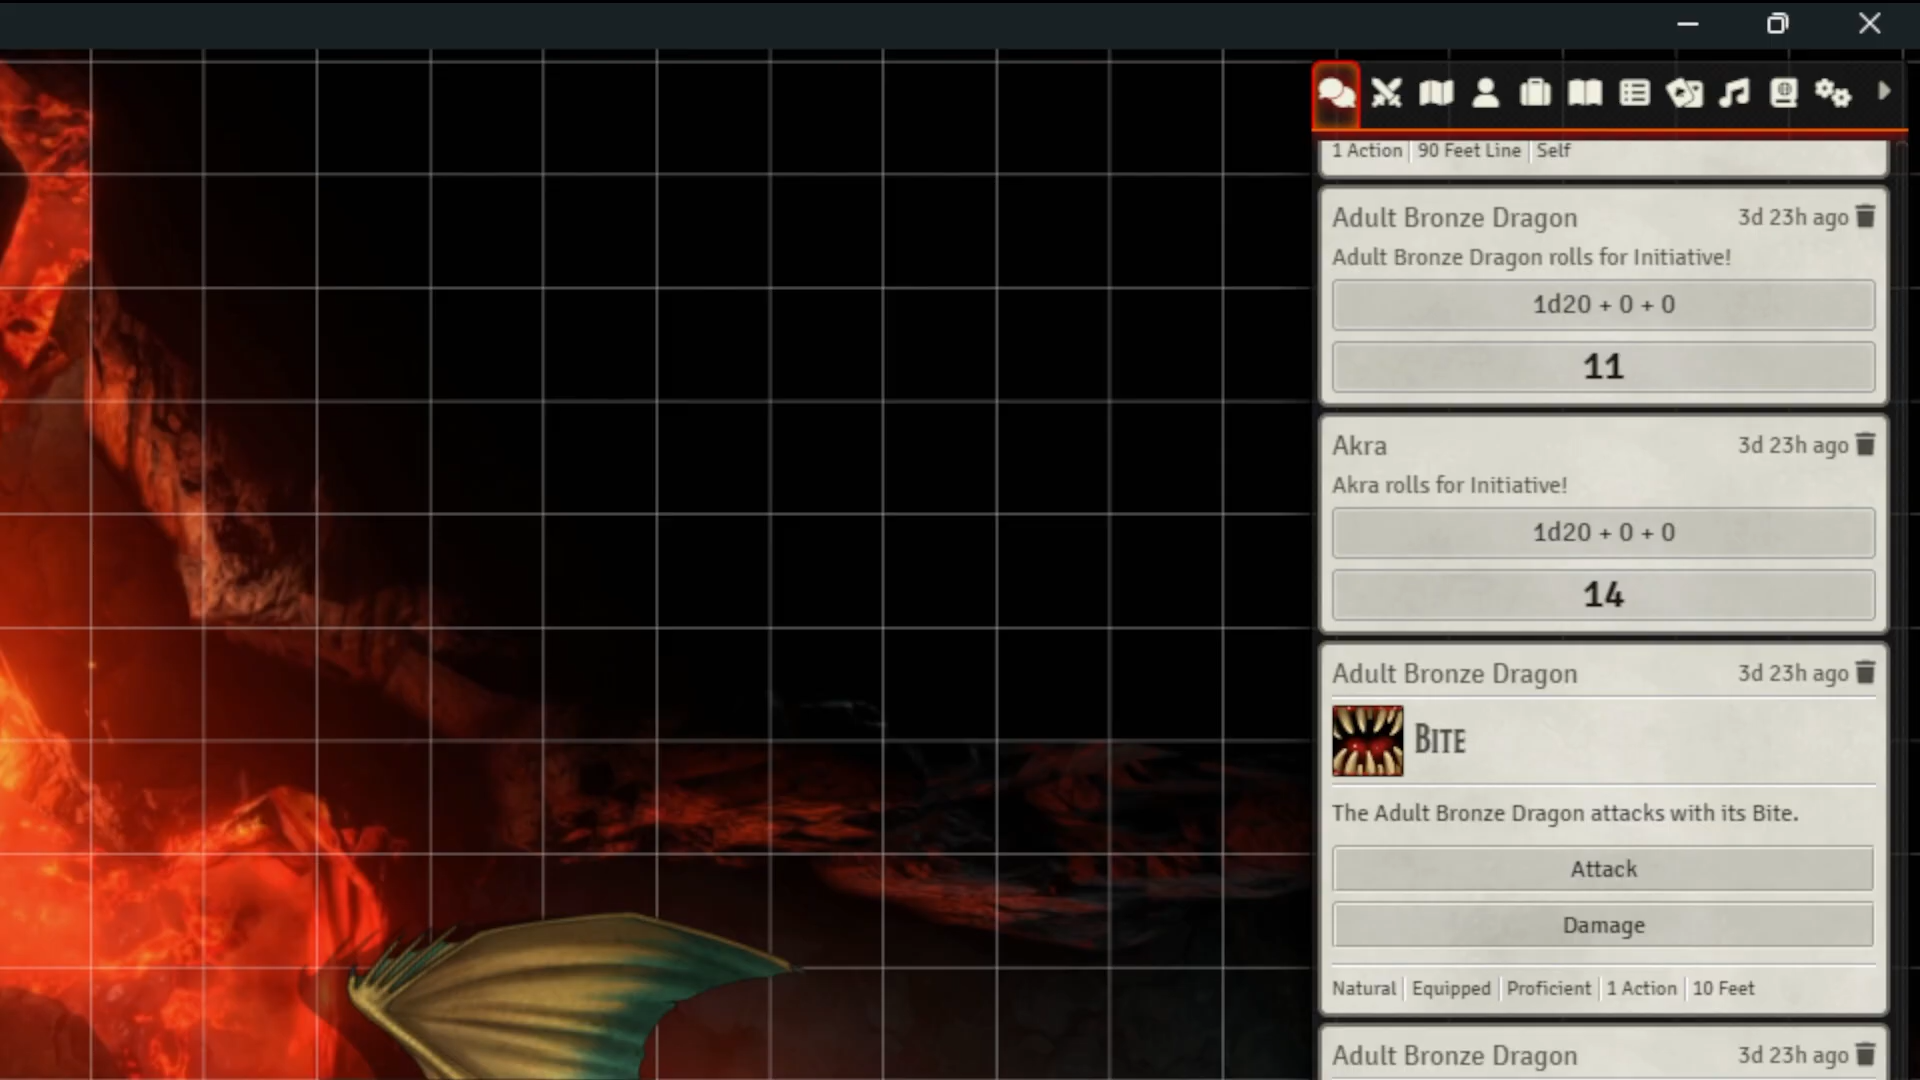 1 Action 90 Feet Line Self
Adult Bronze Dragon 3d 23h ago
Adult Bronze Dragon rolls for Initiative!
1d20 + 0 + 0
11
Akra 3d 23h ago
Akra rolls for Initiative!
1d20 + 0 + 0
14
Adult Bronze Dragon 3d 23h ago
Bite
The Adult Bronze Dragon attacks with its Bite.
Attack
Damage
Natural Equipped Proficient 1 Action 10 Feet
Adult Bronze Dragon 3d 23h ago